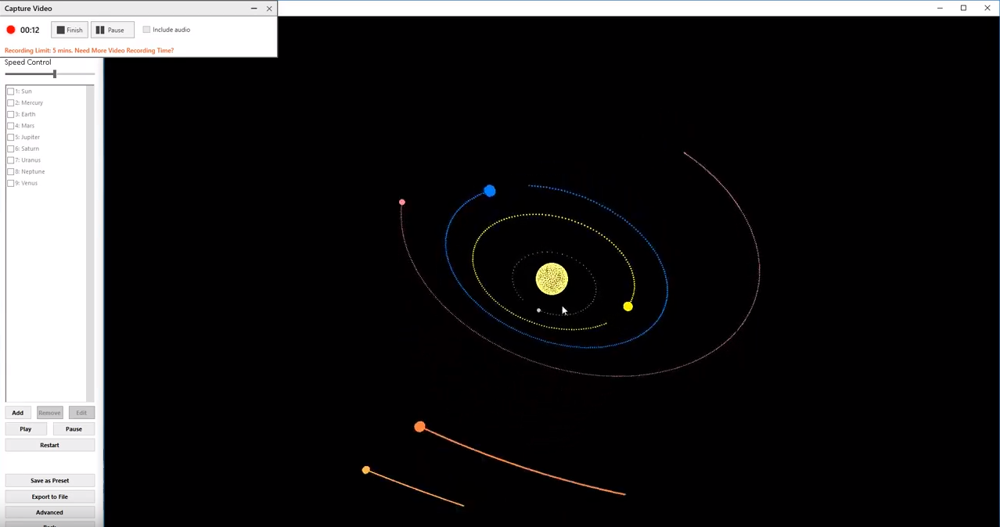 Capture Video
00:12 Finish Pause Include audio
Recording Limit: 5 mins. Need More Video Recording Time?
Speed Control
1: Sun
2: Mercury
3: Earth
4: Mars
5: Jupiter
6: Saturn
7: Uranus
8: Neptune
9: Venus
Add Remove Edit
Play Pause
Restart
Save as Preset
Export to File
Advanced